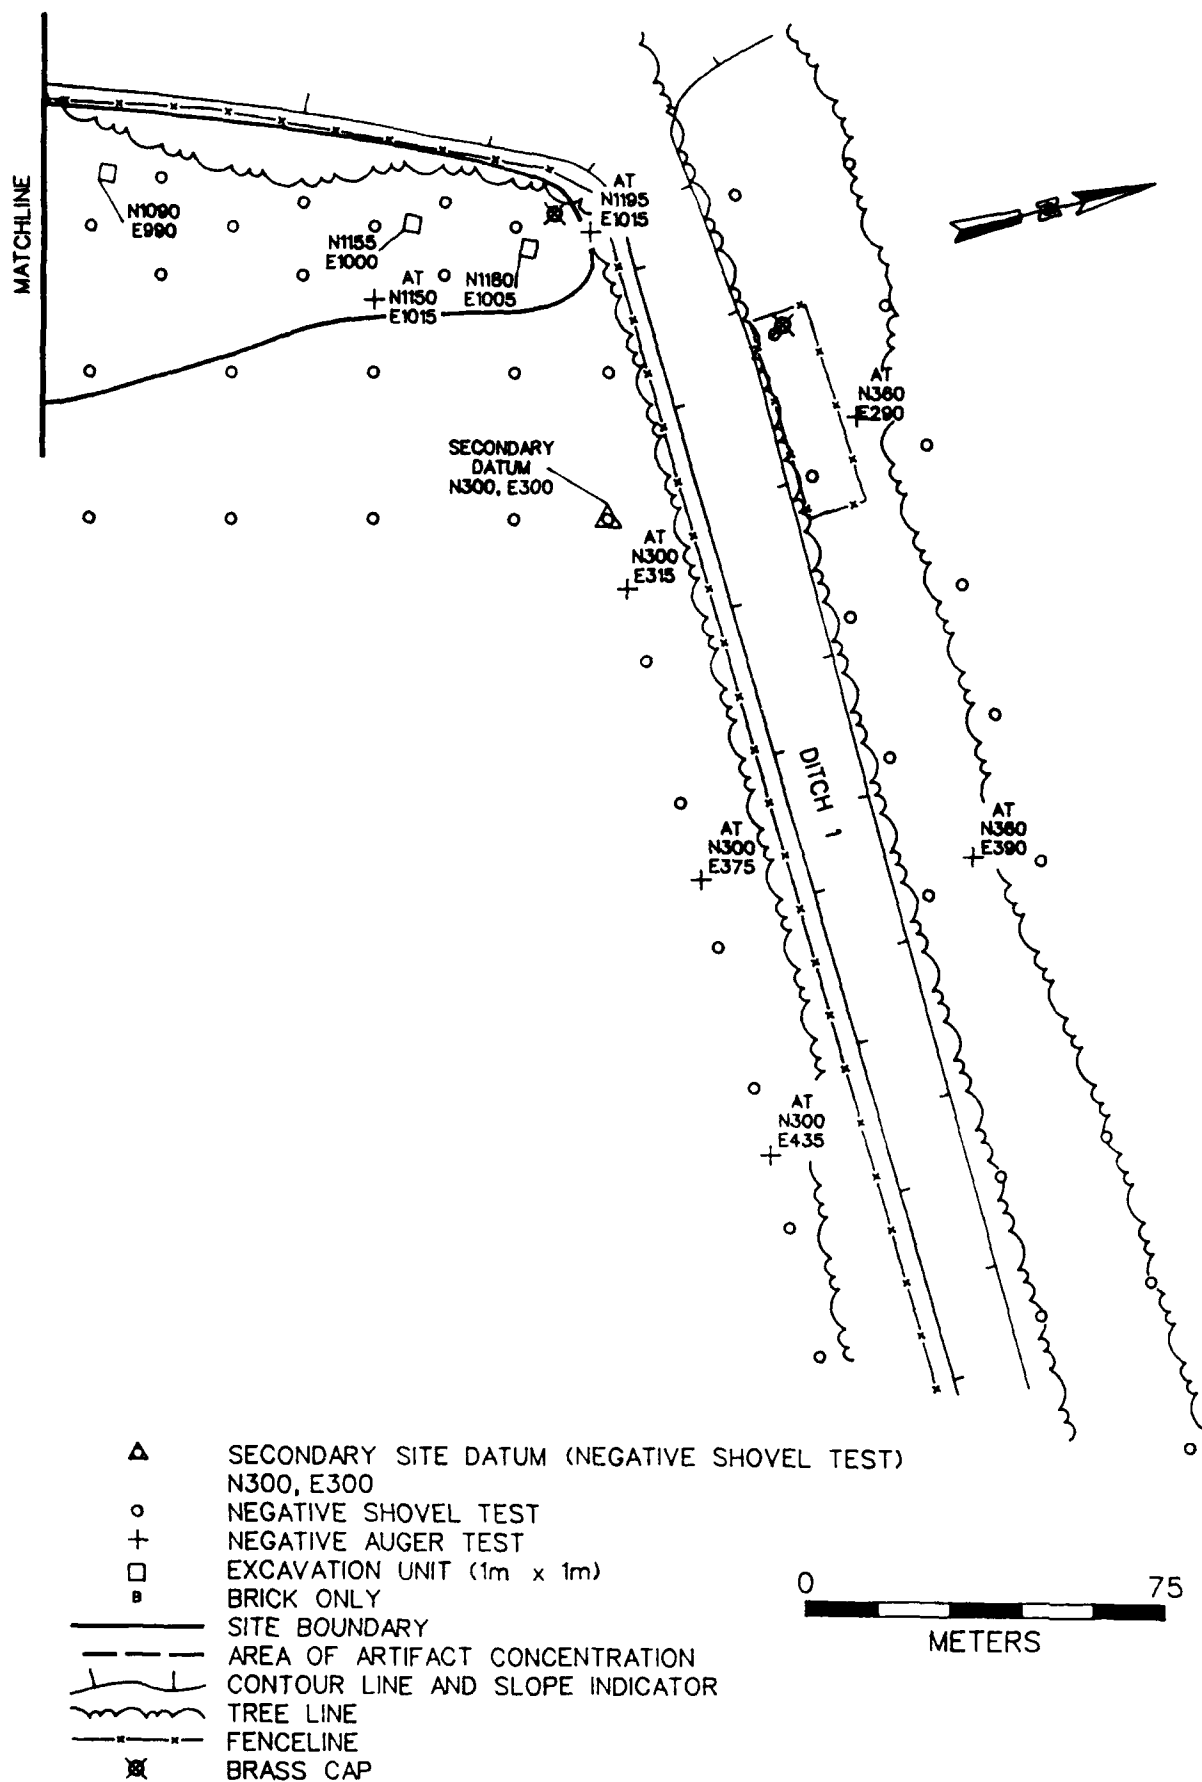 MATCHLINE
N1090
E990
N1155
E1000
AT
N1150
E1015
N1180
E1005
AT
N1195
E1015
AT
N360
E290
SECONDARY
DATUM
N300, E300
AT
N300
E315
DITCH 1
AT
N300
E375
AT
N360
E390
AT
N300
E435
SECONDARY SITE DATUM (NEGATIVE SHOVEL TEST)
N300, E300
NEGATIVE SHOVEL TEST
NEGATIVE AUGER TEST
EXCAVATION UNIT (1m x 1m)
B BRICK ONLY
SITE BOUNDARY
AREA OF ARTIFACT CONCENTRATION
CONTOUR LINE AND SLOPE INDICATOR
TREE LINE
FENCELINE
BRASS CAP
0 75
METERS